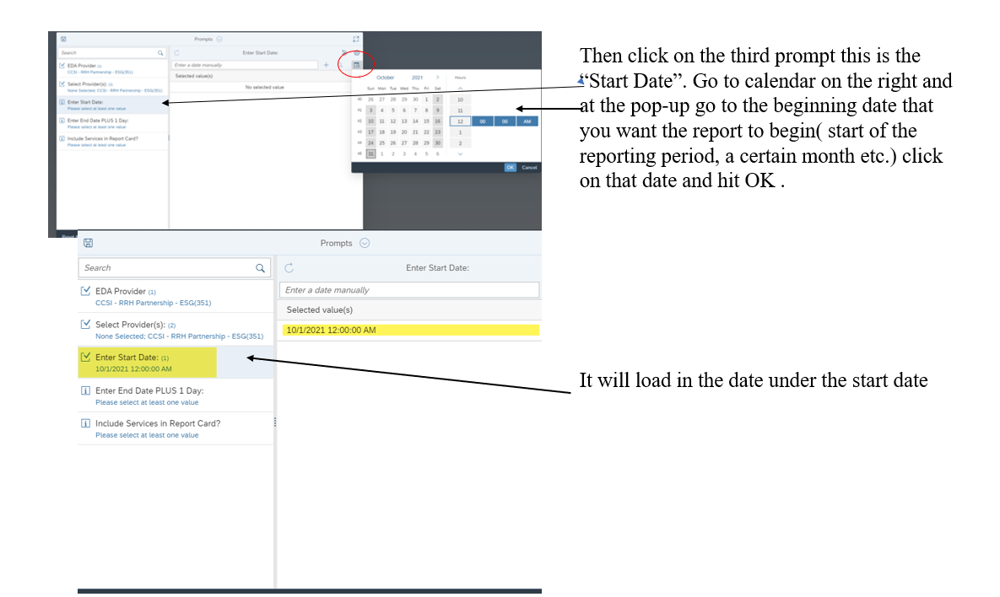 Prompts
Search
Enter Start Date:
EDA Provider (1)
CCSI - RRH Partnership - ESG(351)
Select Provider(s): (2)
None Selected; CCSI - RRH Partnership - ESG(351)
Enter Start Date:
Please select at least one value
Enter End Date PLUS 1 Day:
Please select at least one value
Include Services in Report Card?
Please select at least one value
Enter a date manually
Selected value(s)
No selected value
October 2021 Hours
Sun Mon Tue Wed Thu Fri Sat
40 26 27 28 29 30 1 2 10
41 3 4 5 6 7 8 9 11
42 10 11 12 13 14 15 16 12 00 00 AM
43 17 18 19 20 21 22 23 1
44 24 25 26 27 28 29 30 2
45 31 1 2 3 4 5 6
OK Cancel
Then click on the third prompt this is the
“Start Date”. Go to calendar on the right and
at the pop-up go to the beginning date that
you want the report to begin( start of the
reporting period, a certain month etc.) click
on that date and hit OK .
Prompts
Search
Enter Start Date:
EDA Provider (1)
CCSI - RRH Partnership - ESG(351)
Select Provider(s): (2)
None Selected; CCSI - RRH Partnership - ESG(351)
Enter Start Date: (1)
10/1/2021 12:00:00 AM
Enter End Date PLUS 1 Day:
Please select at least one value
Include Services in Report Card?
Please select at least one value
Enter a date manually
Selected value(s)
10/1/2021 12:00:00 AM
It will load in the date under the start date